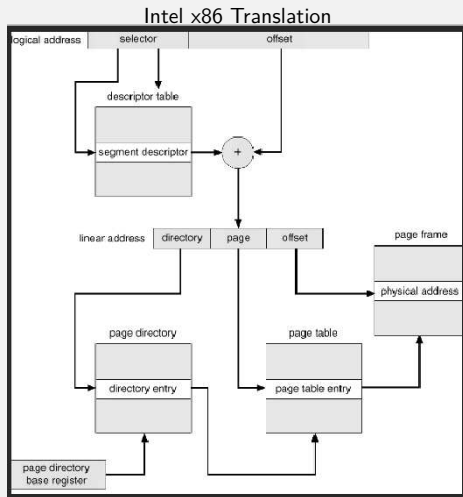 Intel x86 Translation
logical address selector offset
descriptor table
segment descriptor +
linear address directory page offset
page frame
physical address
page directory page table
directory entry page table entry
page directory
base register